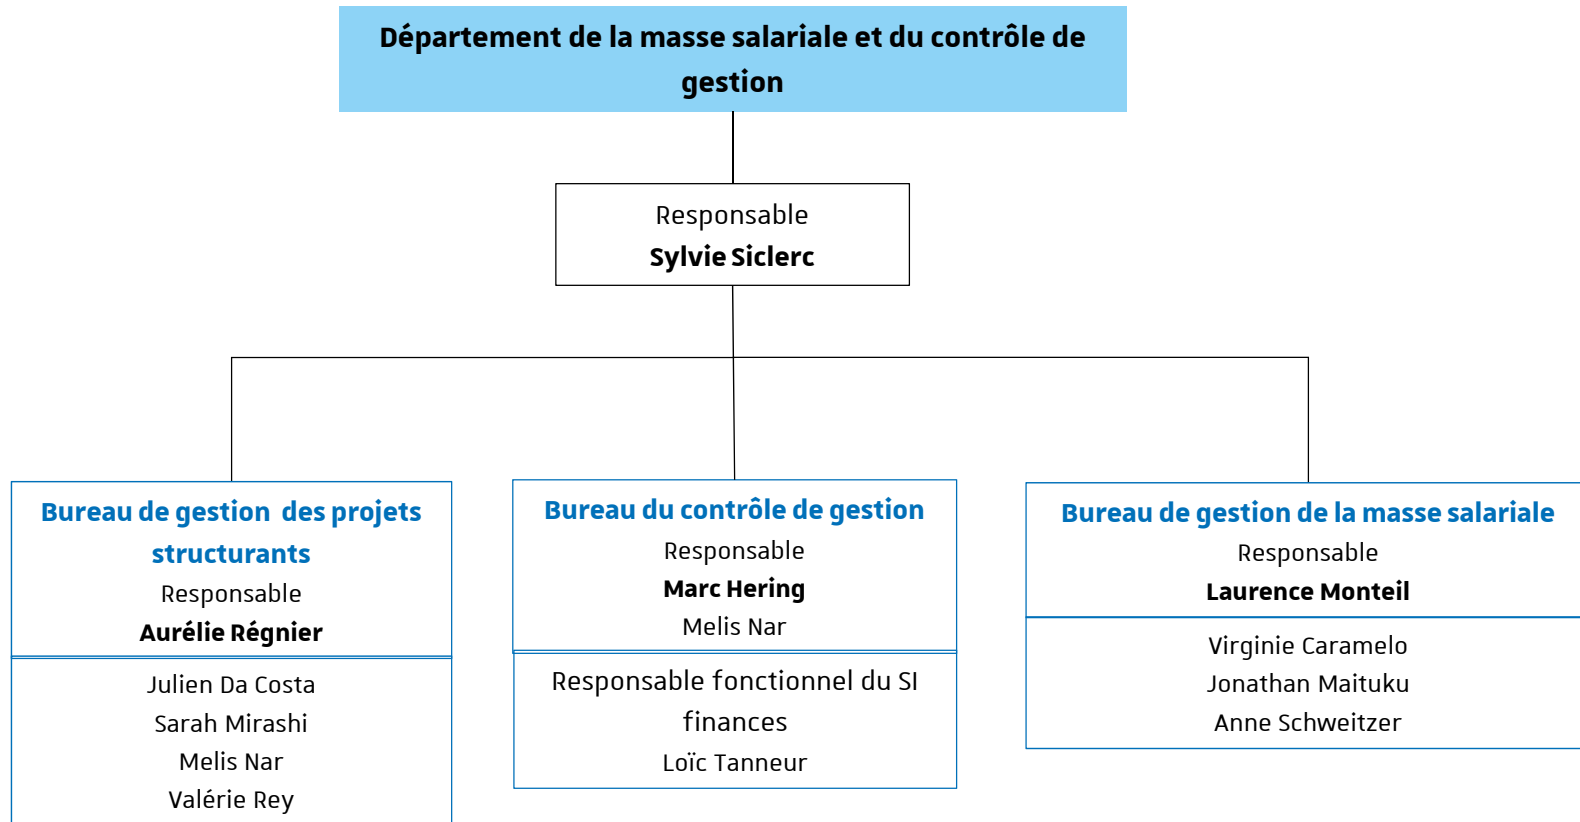 Département de la masse salariale et du contrôle de
gestion
Responsable
Sylvie Siclerc
Bureau de gestion des projets
structurants
Responsable
Aurélie Régnier
Julien Da Costa
Sarah Mirashi
Melis Nar
Valérie Rey
Bureau du contrôle de gestion
Responsable
Marc Hering
Melis Nar
Responsable fonctionnel du SI
finances
Loïc Tanneur
Bureau de gestion de la masse salariale
Responsable
Laurence Monteil
Virginie Caramelo
Jonathan Maituku
Anne Schweitzer